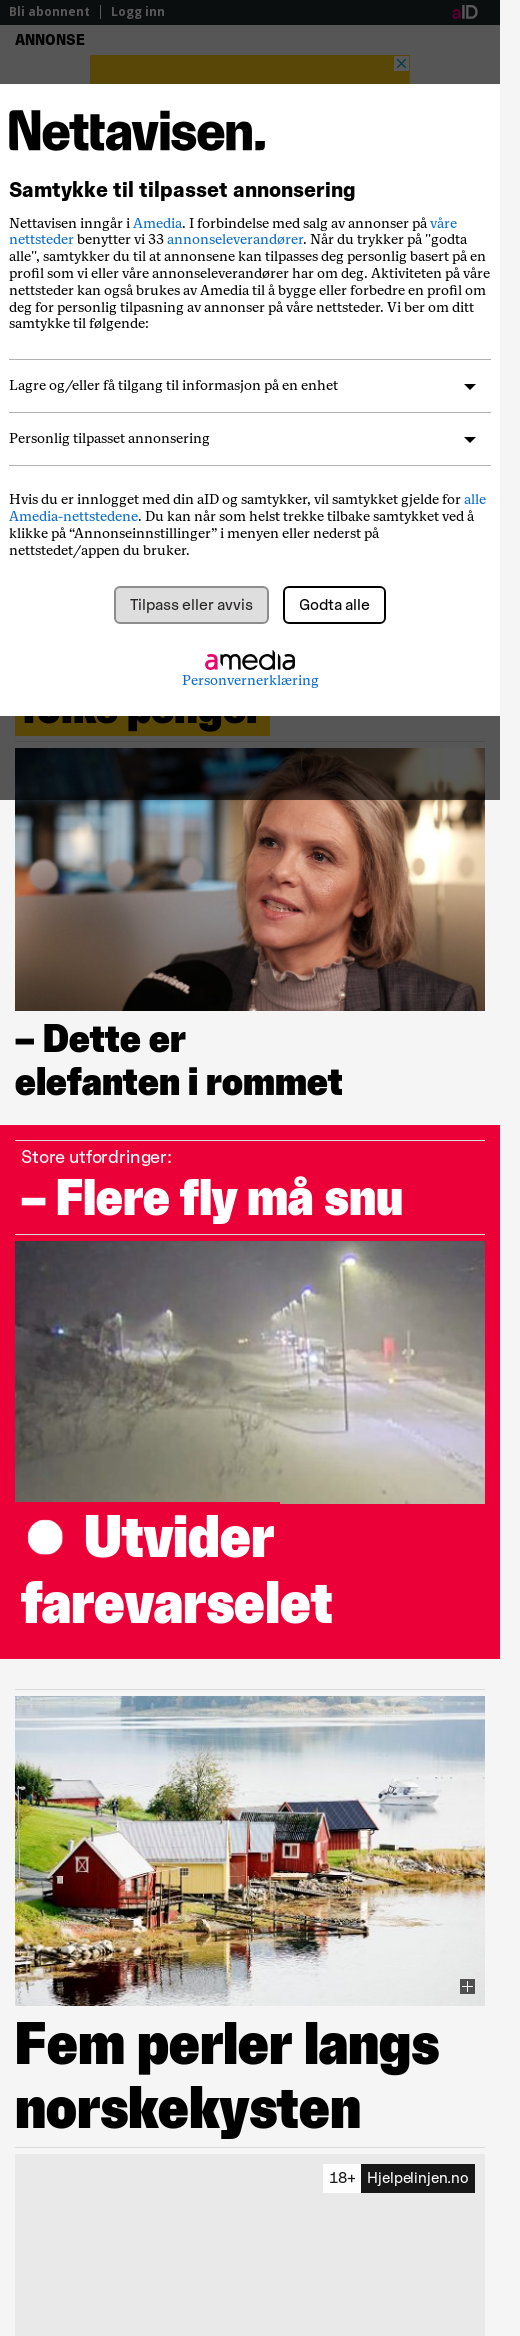 Bli abonnent | Logg inn
aID
ANNONSE
Nettavisen.
Samtykke til tilpasset annonsering
Nettavisen inngår i Amedia. I forbindelse med salg av annonser på våre
nettsteder benytter vi 33 annonseleverandører. Når du trykker på "godta
alle", samtykker du til at annonsene kan tilpasses deg personlig basert på en
profil som vi eller våre annonseleverandører har om deg. Aktiviteten på våre
nettsteder kan også brukes av Amedia til å bygge eller forbedre en profil om
deg for personlig tilpasning av annonser på våre nettsteder. Vi ber om ditt
samtykke til følgende:
Lagre og/eller få tilgang til informasjon på en enhet
Personlig tilpasset annonsering
Hvis du er innlogget med din aID og samtykker, vil samtykket gjelde for alle
Amedia-nettstedene. Du kan når som helst trekke tilbake samtykket ved å
klikke på “Annonseinnstillinger” i menyen eller nederst på
nettstedet/appen du bruker.
Tilpass eller avvis
Godta alle
amedia
Personvernerklæring
– Dette er
elefanten i rommet
Store utfordringer:
– Flere fly må snu
● Utvider
farevarselet
Fem perler langs
norskekysten
18+ Hjelpelinjen.no